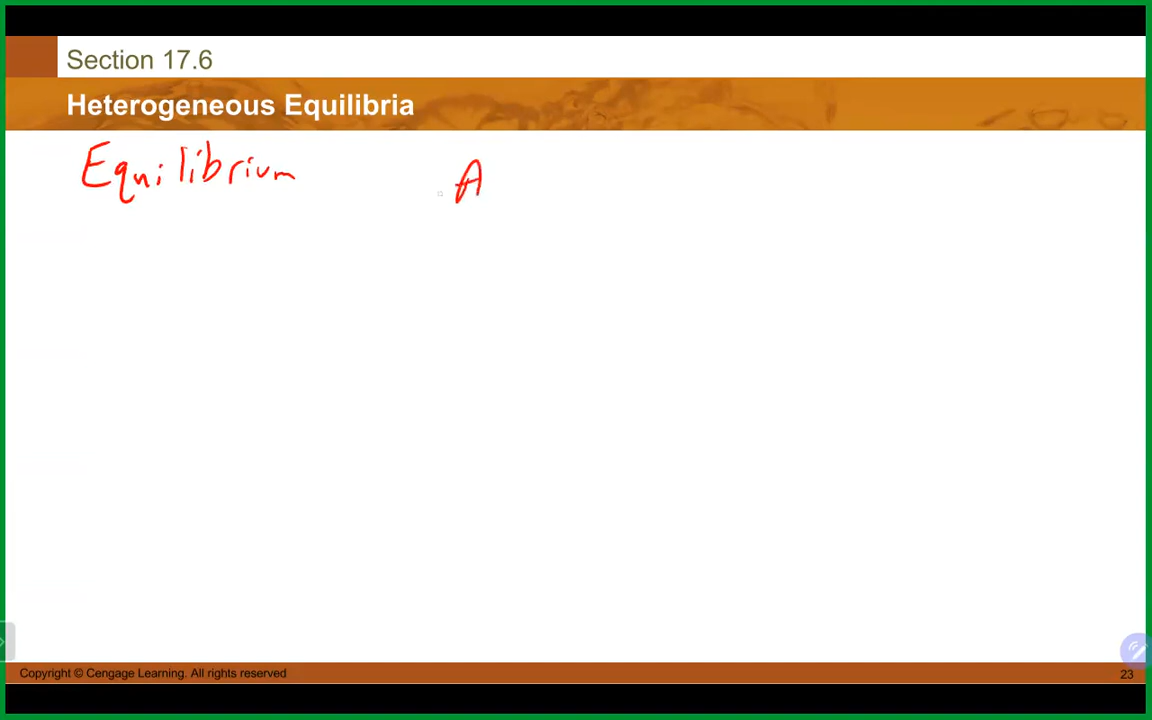 Section 17.6
Heterogeneous Equilibria
Equilibrium A
Copyright © Cengage Learning. All rights reserved 23